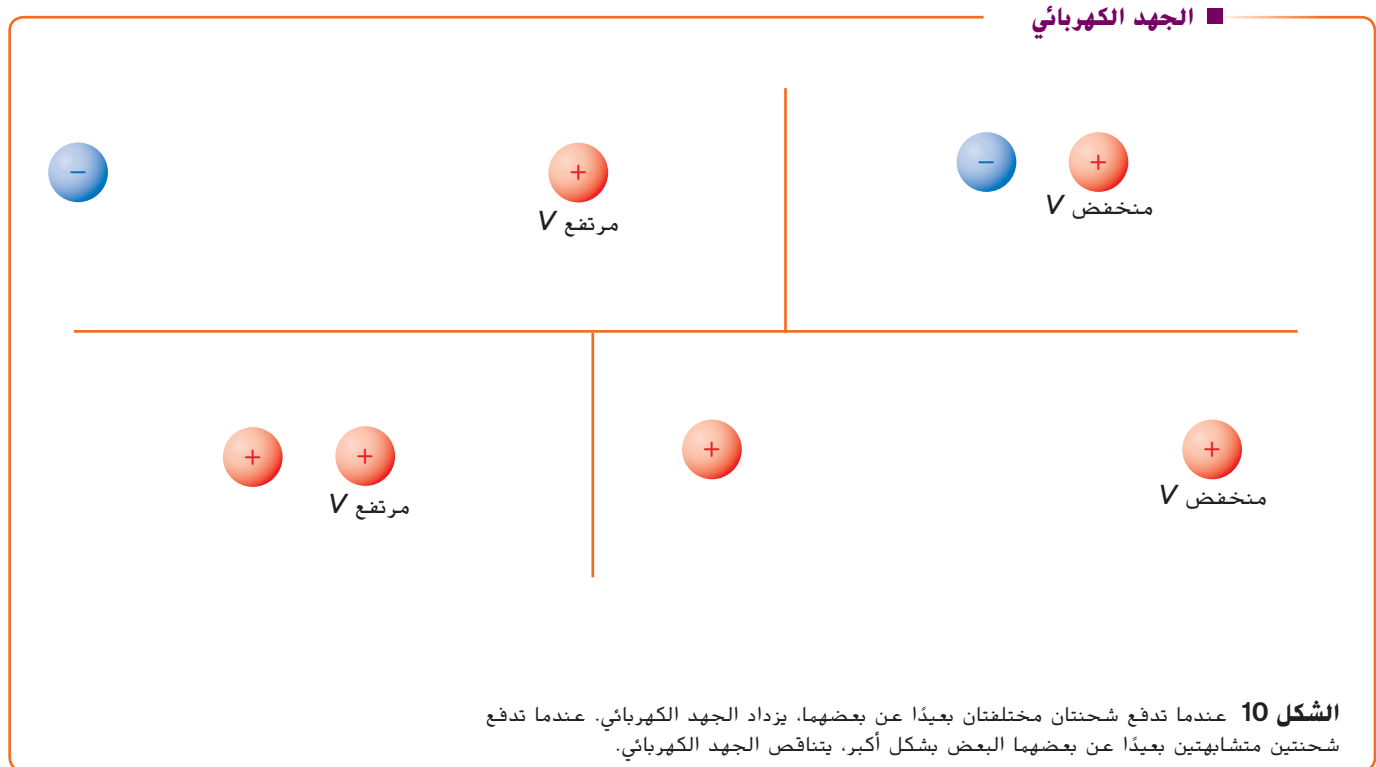 ■ الجهد الكهربائي
− +
منخفض V
− +
مرتفع V
+ +
منخفض V
+ +
مرتفع V
الشكل 10 عندما تدفع شحنتان مختلفتان بعيدًا عن بعضهما، يزداد الجهد الكهربائي. عندما تدفع
شحنتين متشابهتين بعيدًا عن بعضهما البعض بشكل أكبر، يتناقص الجهد الكهربائي.